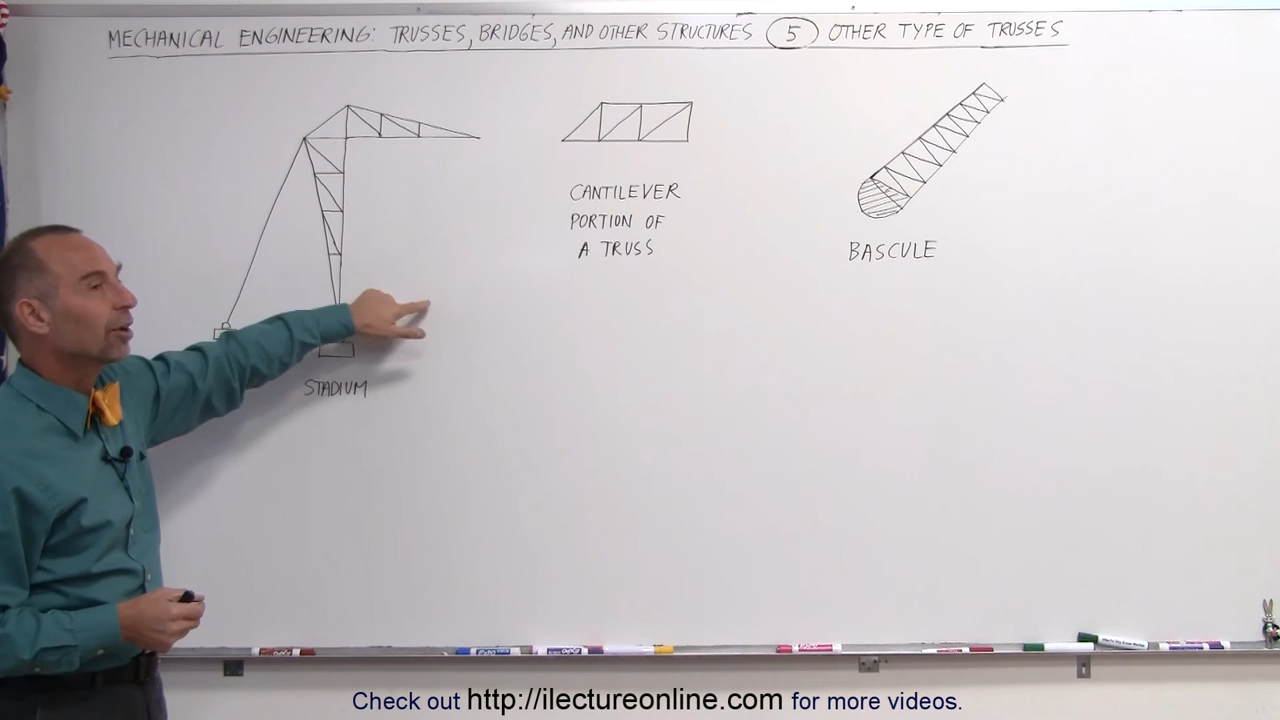 MECHANICAL ENGINEERING: TRUSSES, BRIDGES, AND OTHER STRUCTURES 5 OTHER TYPE OF TRUSSES
CANTILEVER
PORTION OF
A TRUSS
BASCULE
STADIUM
Check out http://ilectureonline.com for more videos.